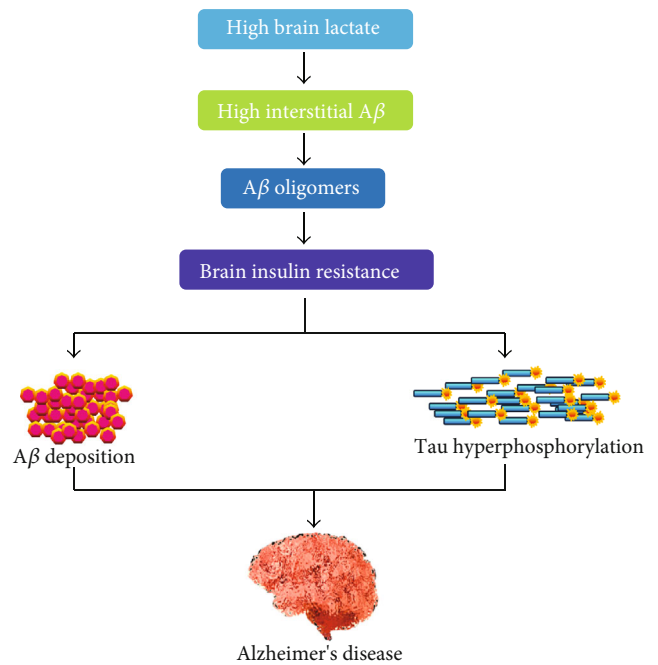 High brain lactate
High interstitial Aβ
Aβ oligomers
Brain insulin resistance
Aβ deposition
Tau hyperphosphorylation
Alzheimer's disease